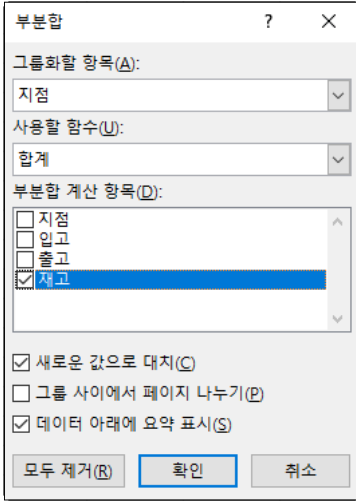 부분합 ?
그룹화할 항목(A):
지점
사용할 함수(U):
합계
부분합 계산 항목(D):
지점
입고
출고
재고
새로운 값으로 대치(C)
그룹 사이에서 페이지 나누기(P)
데이터 아래에 요약 표시(S)
모두 제거(R) 확인 취소